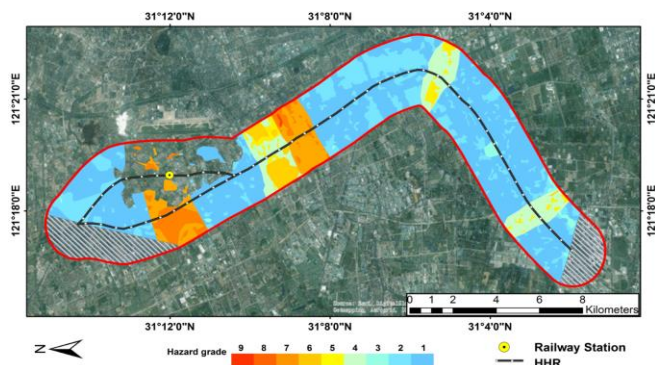 31°12'0"E 31°8'0"E 31°4'0"E
121°21'0"E
121°21'0"E
121°18'0"E
121°18'0"E
0 1 2 4 6 8
Kilometers
31°12'0"E 31°8'0"E 31°4'0"E
N
Hazard grade 9 8 7 6 5 4 3 2 1
Railway Station
HHR